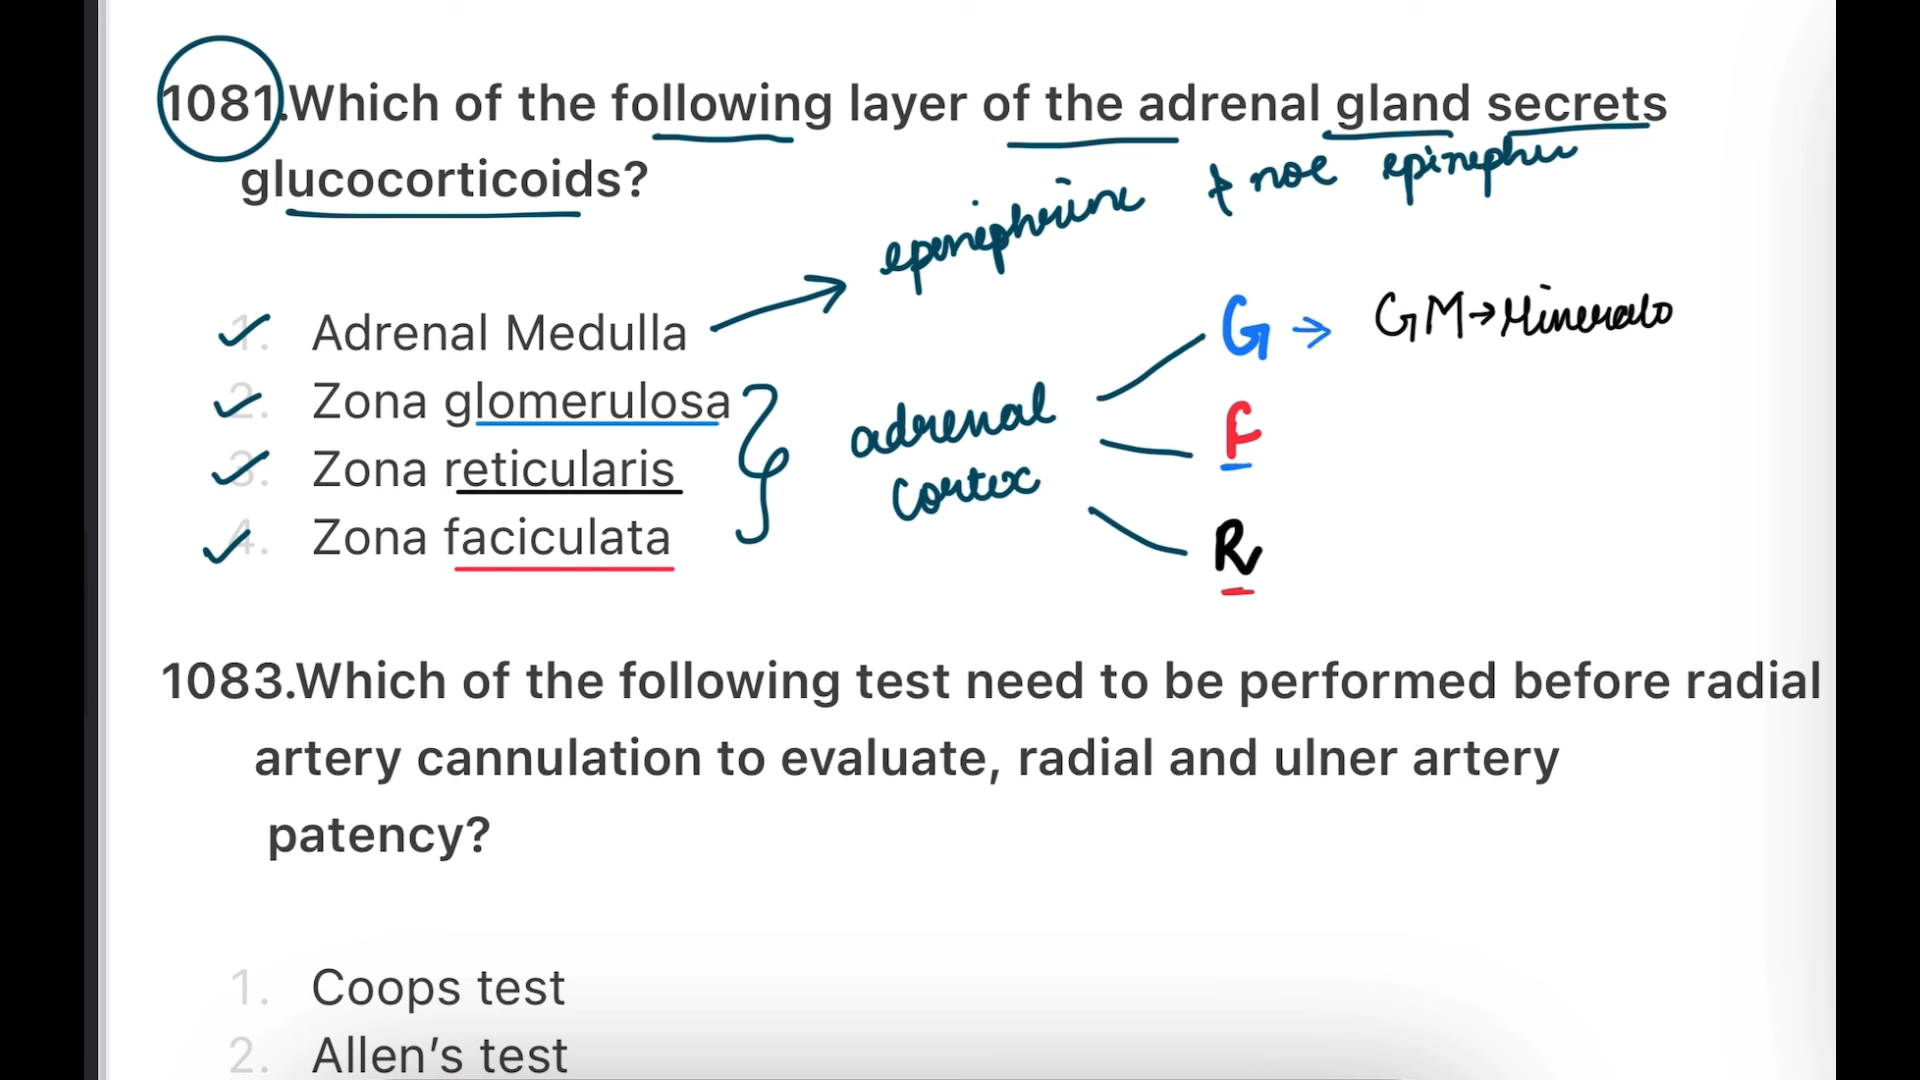 1081.Which of the following layer of the adrenal gland secrets
glucocorticoids?
epenephrine & noe epinephu
1. Adrenal Medulla
2. Zona glomerulosa
3. Zona reticularis
4. Zona faciculata
adrenal
cortex
G → GM→Mineralo
F
R
1083.Which of the following test need to be performed before radial
artery cannulation to evaluate, radial and ulner artery
patency?
1. Coops test
2. Allen’s test